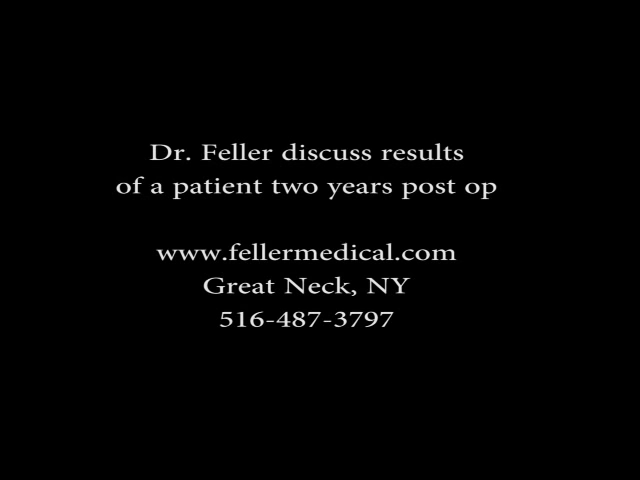 Dr. Feller discuss results
of a patient two years post op
www.fellermedical.com
Great Neck, NY
516-487-3797